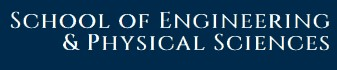 School of Engineering
& Physical Sciences